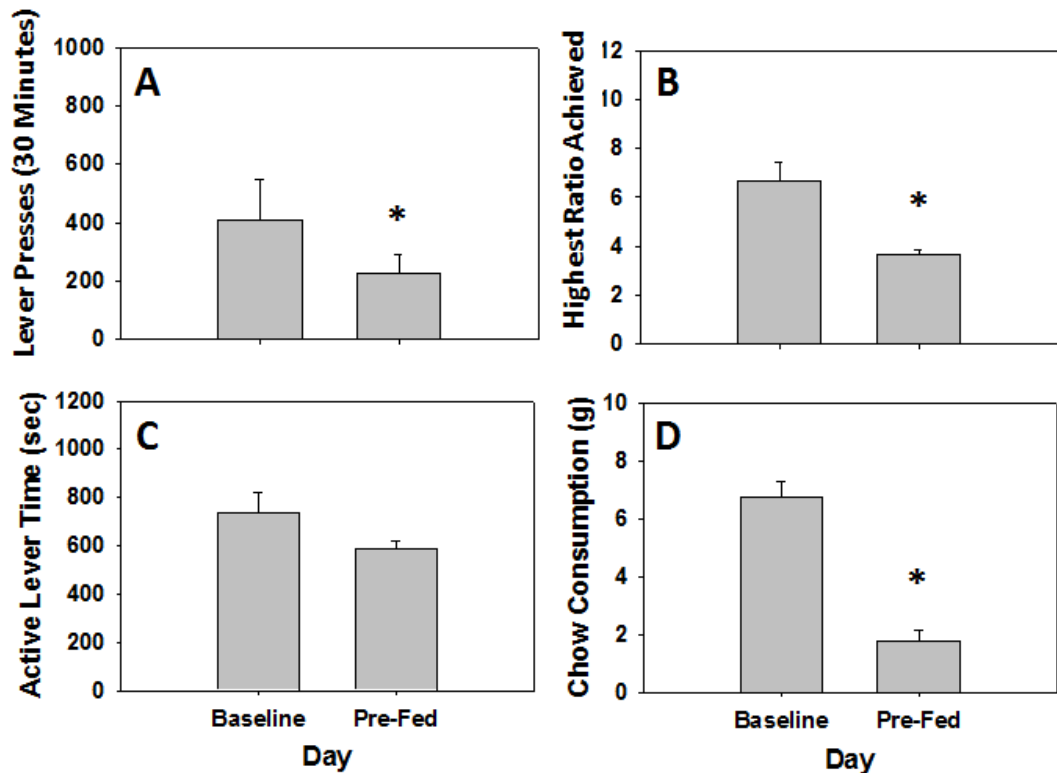 A
Lever Presses (30 Minutes)
1000
800
600
400
200
0
*
B
Highest Ratio Achieved
12
10
8
6
4
2
0
*
C
Active Lever Time (sec)
1200
1000
800
600
400
200
0
Baseline Pre-Fed
Day
D
Chow Consumption (g)
10
8
6
4
2
0
*
Baseline Pre-Fed
Day